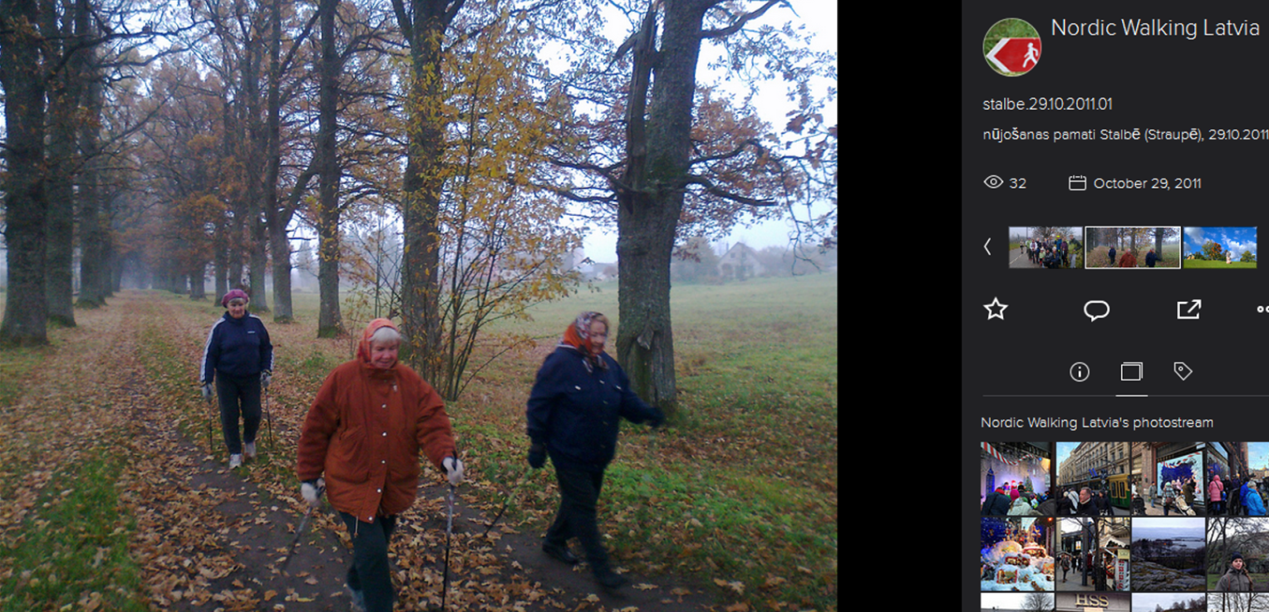 Nordic Walking Latvia
stalbe.29.10.2011.01
nūjošanas pamati Stalbē (Straupē), 29.10.2011
32
October 29, 2011
Nordic Walking Latvia's photostream
HSS